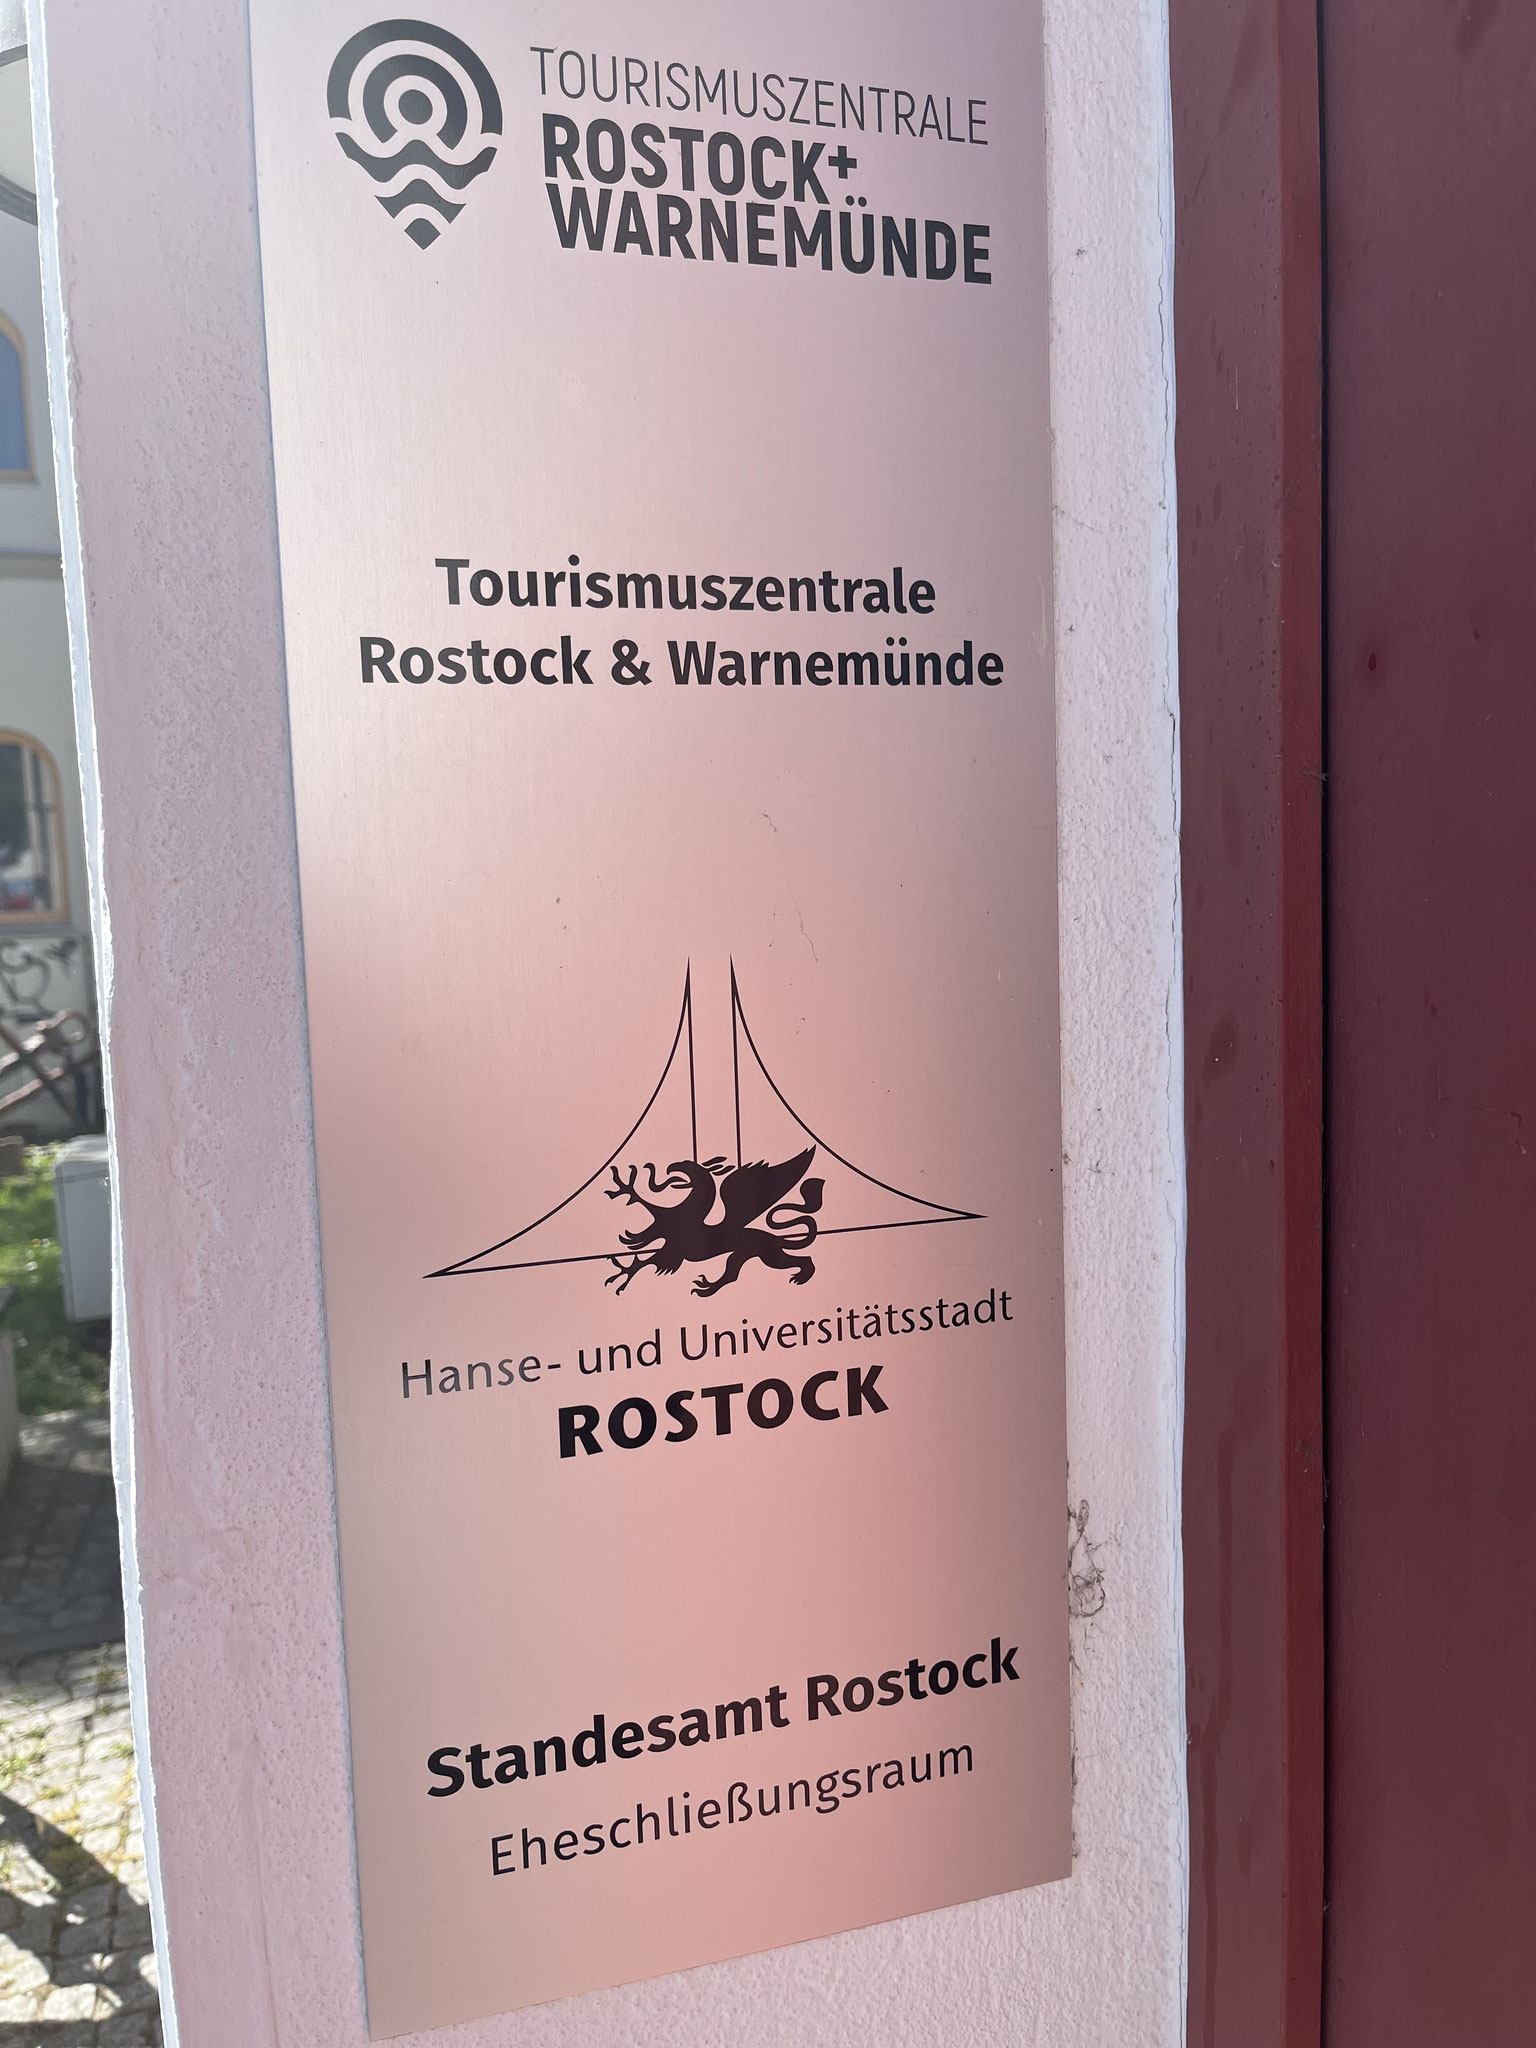 TOURISMUSZENTRALE
ROSTOCK+
WARNEMÜNDE
Tourismuszentrale
Rostock & Warnemünde
Hanse- und Universitätsstadt
ROSTOCK
Standesamt Rostock
Eheschließungsraum